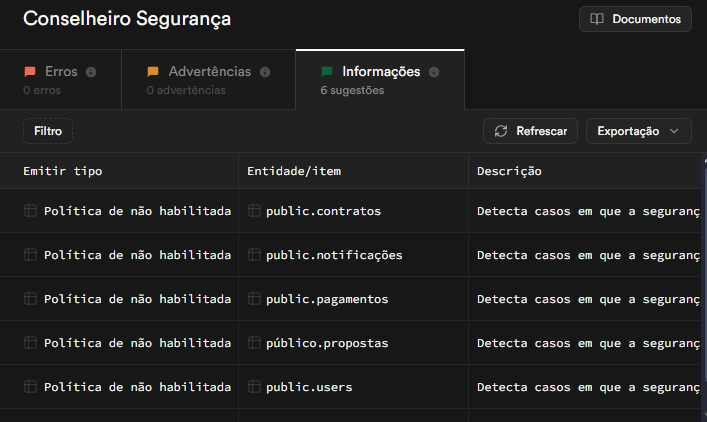 Conselheiro Segurança
Documentos
Erros
0 erros
Advertências
0 advertências
Informações
6 sugestões
Filtro
Refrescar
Exportação
Emitir tipo Entidade/item Descrição
Política de não habilitada public.contratos Detecta casos em que a seguranç
Política de não habilitada public.notificações Detecta casos em que a seguranç
Política de não habilitada public.pagamentos Detecta casos em que a seguranç
Política de não habilitada público.propostas Detecta casos em que a seguranç
Política de não habilitada public.users Detecta casos em que a seguranç